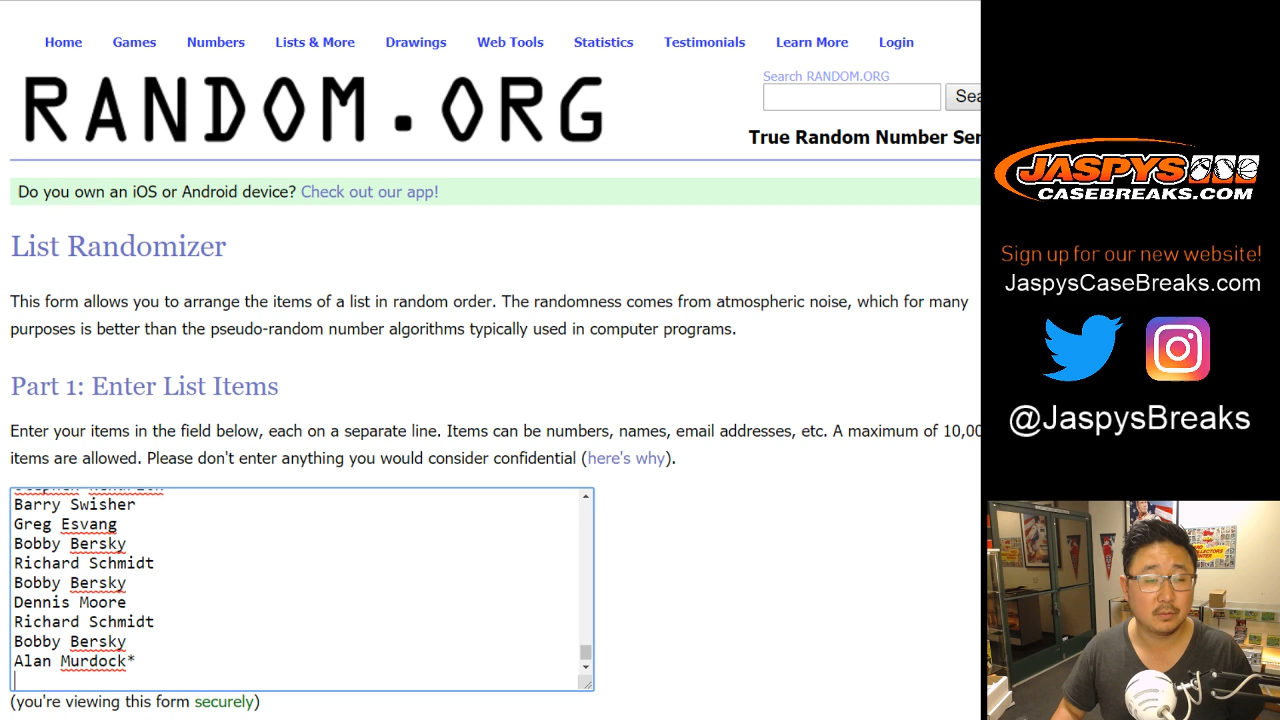 Home Games Numbers Lists & More Drawings Web Tools Statistics Testimonials Learn More Login
RANDOM.ORG
Search RANDOM.ORG
Sea
True Random Number Ser
Do you own an iOS or Android device? Check out our app!
List Randomizer
This form allows you to arrange the items of a list in random order. The randomness comes from atmospheric noise, which for many
purposes is better than the pseudo-random number algorithms typically used in computer programs.
Part 1: Enter List Items
Enter your items in the field below, each on a separate line. Items can be numbers, names, email addresses, etc. A maximum of 10,00
items are allowed. Please don't enter anything you would consider confidential (here's why).
Barry Swisher
Greg Esvang
Bobby Bersky
Richard Schmidt
Bobby Bersky
Dennis Moore
Richard Schmidt
Bobby Bersky
Alan Murdock*
(you're viewing this form securely)
JASPYS
CASEBREAKS.COM
Sign up for our new website!
JaspysCaseBreaks.com
@JaspysBreaks